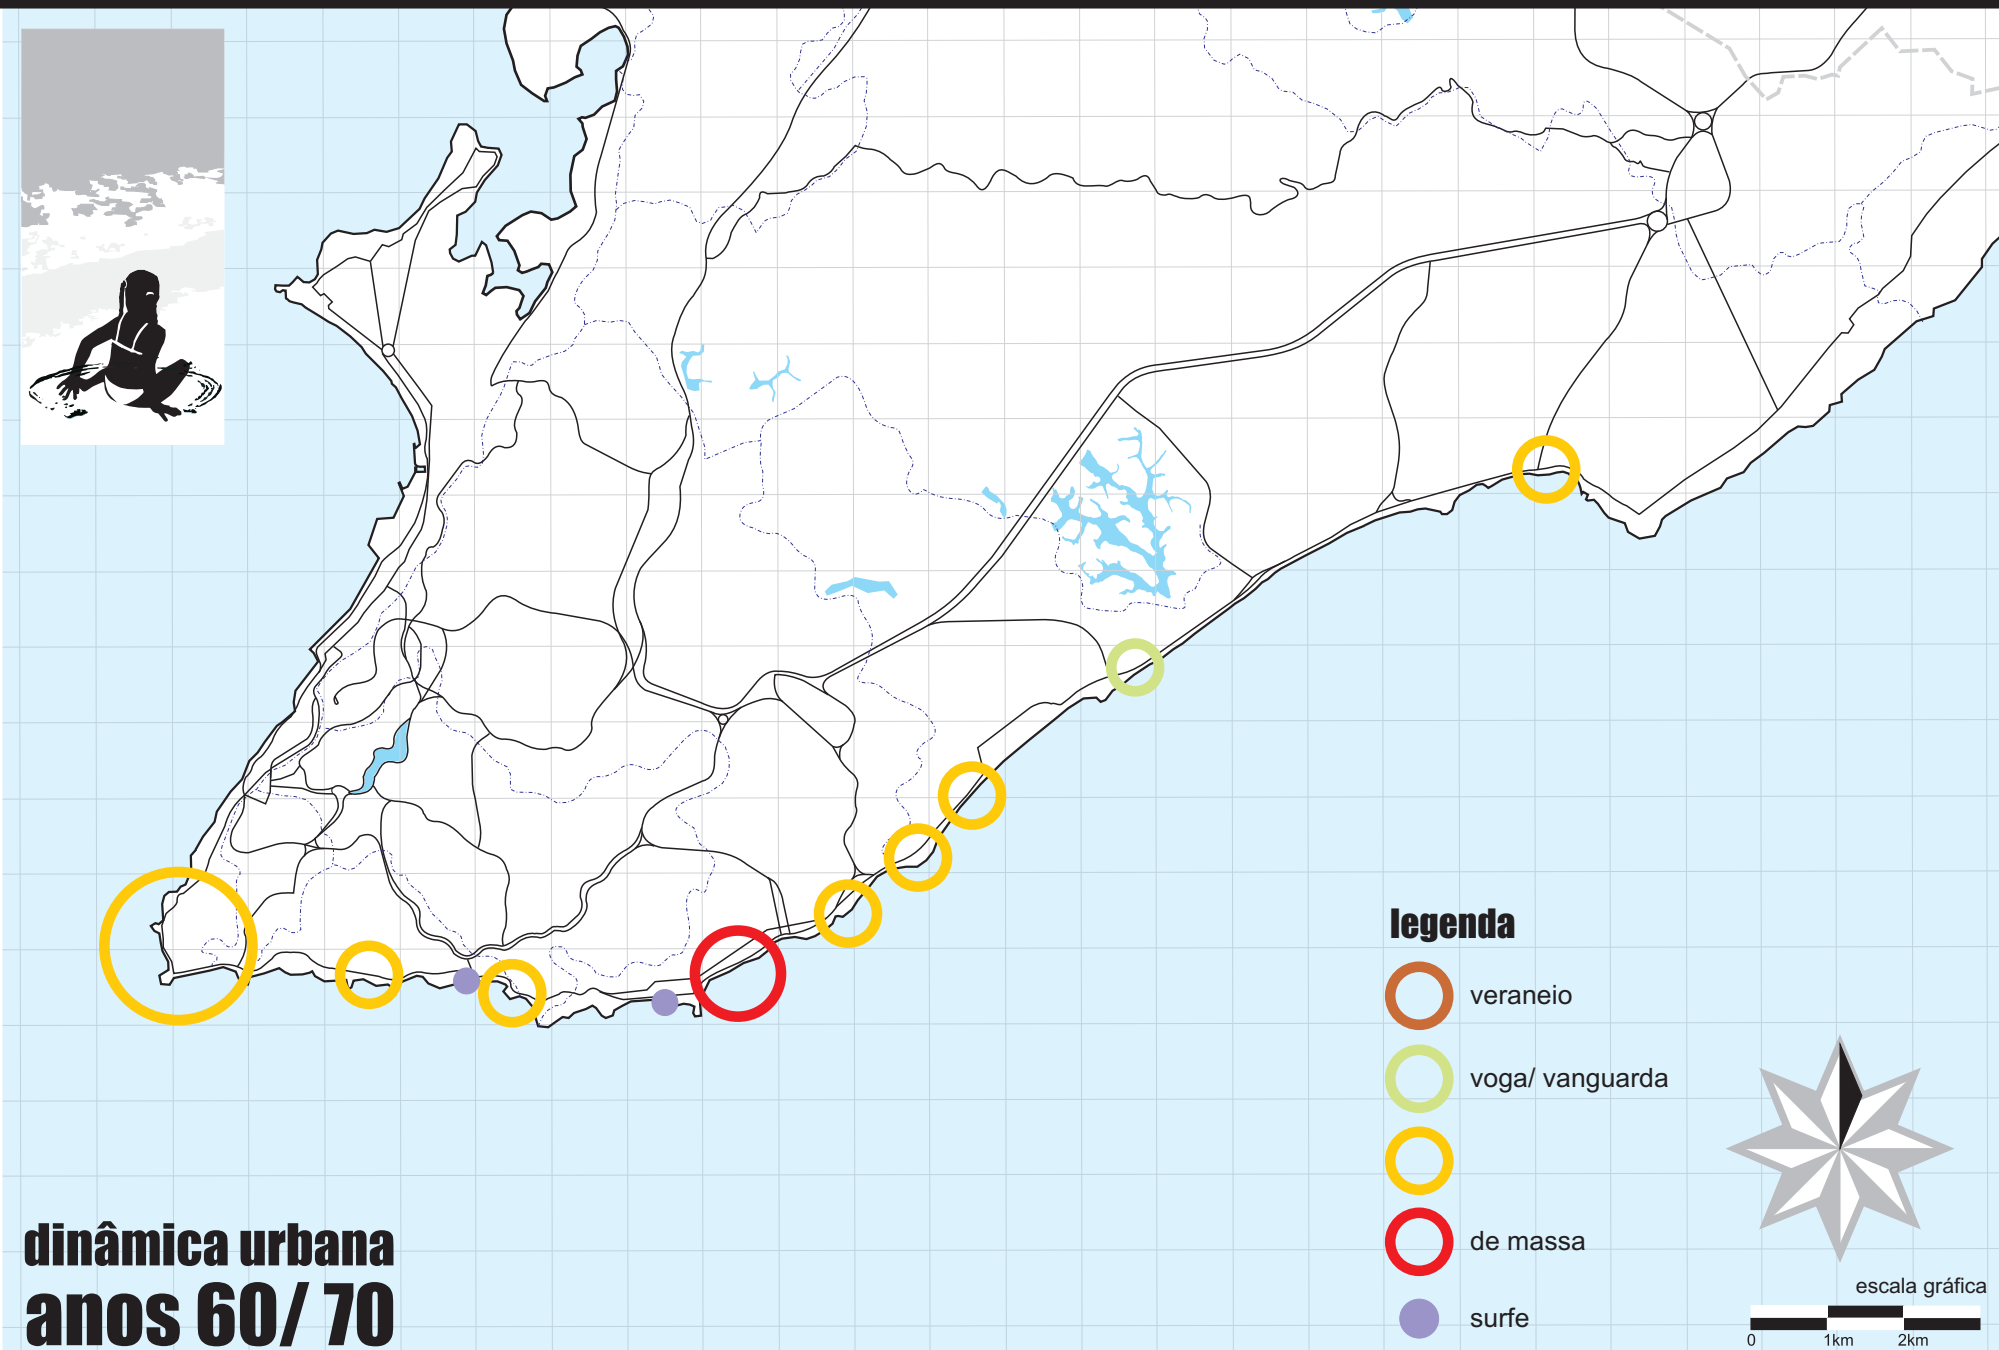 legenda
veraneio
voga/ vanguarda
de massa
surfe
escala gráfica
0 1km 2km
dinâmica urbana
anos 60/ 70